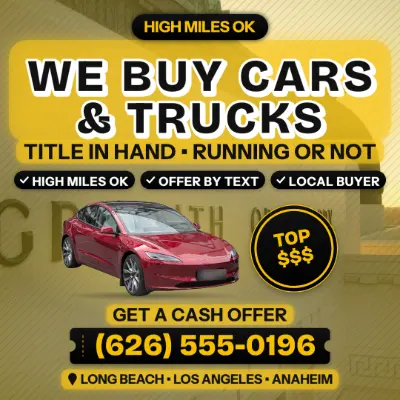 HIGH MILES OK
WE BUY CARS
& TRUCKS
TITLE IN HAND ▪ RUNNING OR NOT
✓ HIGH MILES OK ✓ OFFER BY TEXT ✓ LOCAL BUYER
TOP
$$$
GET A CASH OFFER
(626) 555-0196
LONG BEACH ▪ LOS ANGELES ▪ ANAHEIM